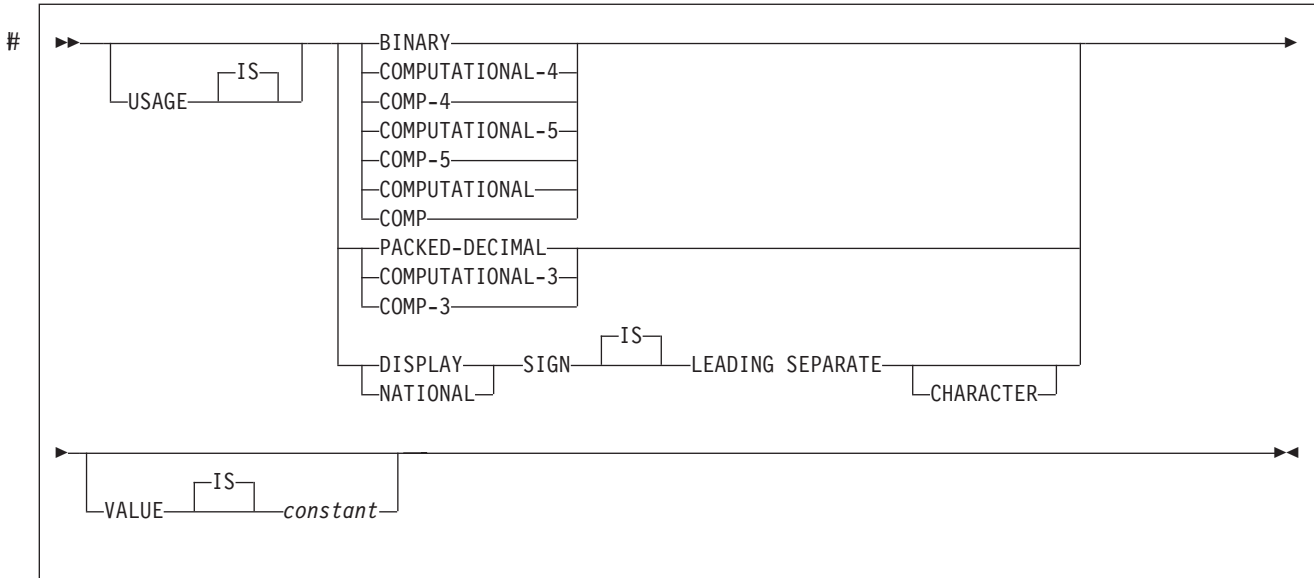 # BINARY
IS COMPUTATIONAL-4
USAGE COMP-4
COMPUTATIONAL-5
COMP-5
COMPUTATIONAL
COMP
PACKED-DECIMAL
COMPUTATIONAL-3
COMP-3
IS
DISPLAY SIGN LEADING SEPARATE
NATIONAL CHARACTER
IS
VALUE constant